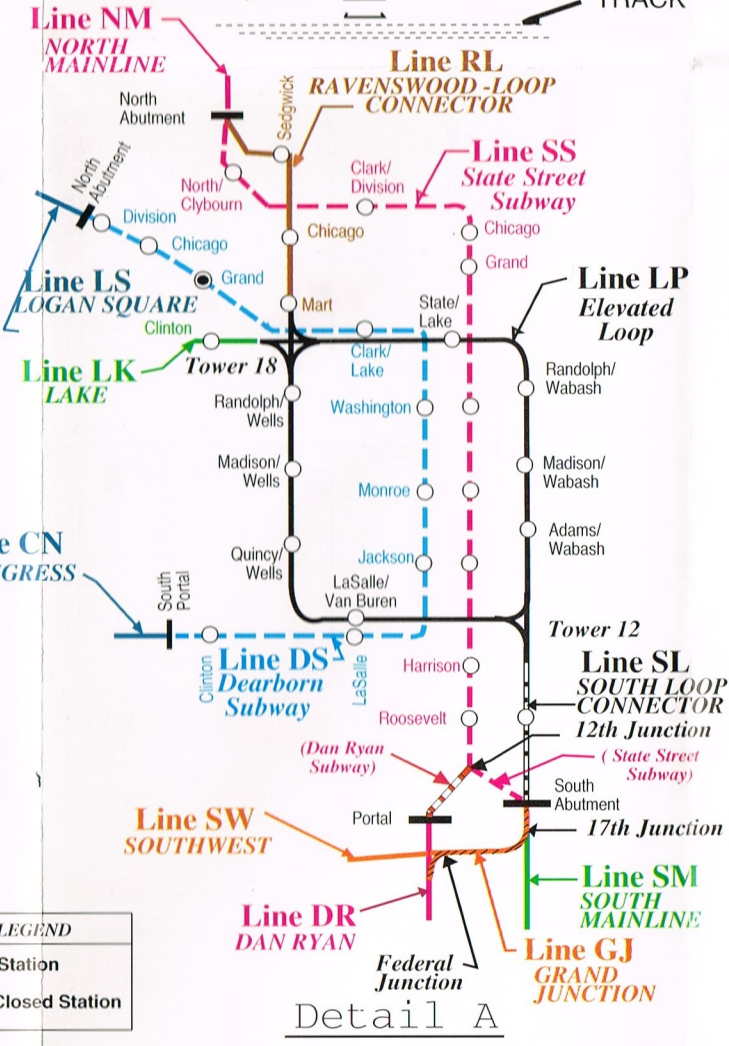 TRACK
Line NM
NORTH
MAINLINE
Line RL
RAVENSWOOD -LOOP
CONNECTOR
North
Abutment
Sedgwick
Line SS
State Street
Subway
North
Abutment
North/
Clybourn
Clark/
Division
Division
Chicago
Chicago
Chicago
Grand
Grand
Line LS
LOGAN SQUARE
Mart
State/
Lake
Line LP
Elevated
Loop
Clinton
Line LK
LAKE
Tower 18
Clark/
Lake
Randolph/
Wells
Washington
Randolph/
Wabash
Madison/
Wells
Monroe
Madison/
Wabash
Adams/
Wabash
e CN
GRESS
Quincy/
Wells
Jackson
LaSalle/
Van Buren
South
Portal
Clinton
Line DS
Dearborn
Subway
LaSalle
Tower 12
Harrison
Line SL
SOUTH LOOP
CONNECTOR
Roosevelt
12th Junction
(Dan Ryan
Subway)
( State Street
Subway)
South
Abutment
Portal
17th Junction
Line SW
SOUTHWEST
Line SM
SOUTH
MAINLINE
Line DR
DAN RYAN
Line GJ
GRAND
JUNCTION
Federal
Junction
LEGEND
Station
Closed Station
Detail A